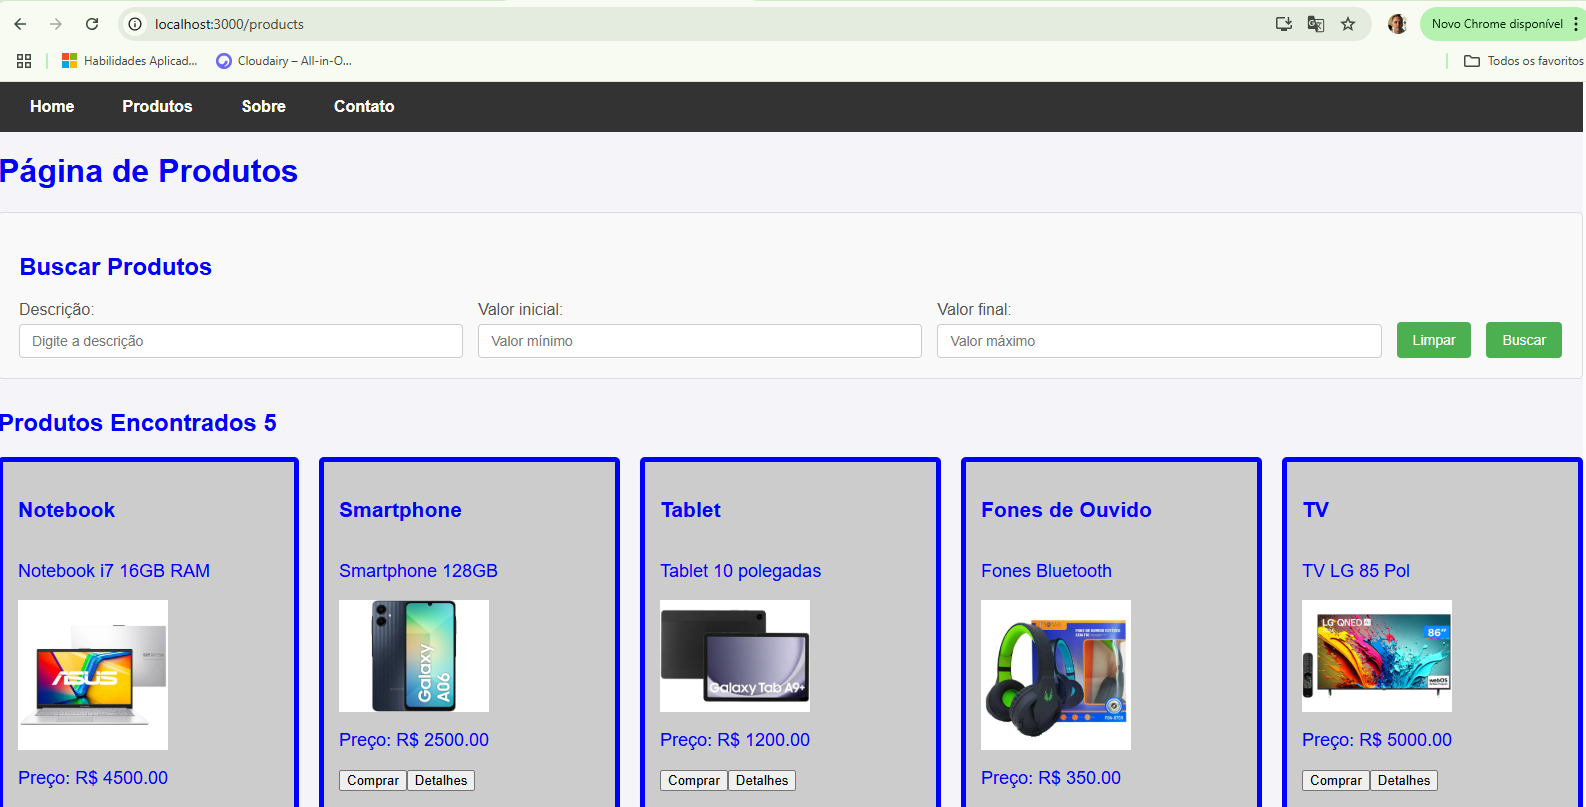 localhost:3000/products
Novo Chrome disponível
Habilidades Aplicad...
Cloudairy – All-in-O...
Todos os favoritos
Home
Produtos
Sobre
Contato
Página de Produtos
Buscar Produtos
Descrição:
Valor inicial:
Valor final:
Digite a descrição
Valor mínimo
Valor máximo
Limpar
Buscar
Produtos Encontrados 5
Notebook
Notebook i7 16GB RAM
ASUS
Preço: R$ 4500.00
Smartphone
Smartphone 128GB
Galaxy
A06
Preço: R$ 2500.00
Comprar
Detalhes
Tablet
Tablet 10 polegadas
Galaxy Tab A9+
Preço: R$ 1200.00
Comprar
Detalhes
Fones de Ouvido
Fones Bluetooth
Preço: R$ 350.00
TV
TV LG 85 Pol
LG QNED AI
86"
webOS
Preço: R$ 5000.00
Comprar
Detalhes